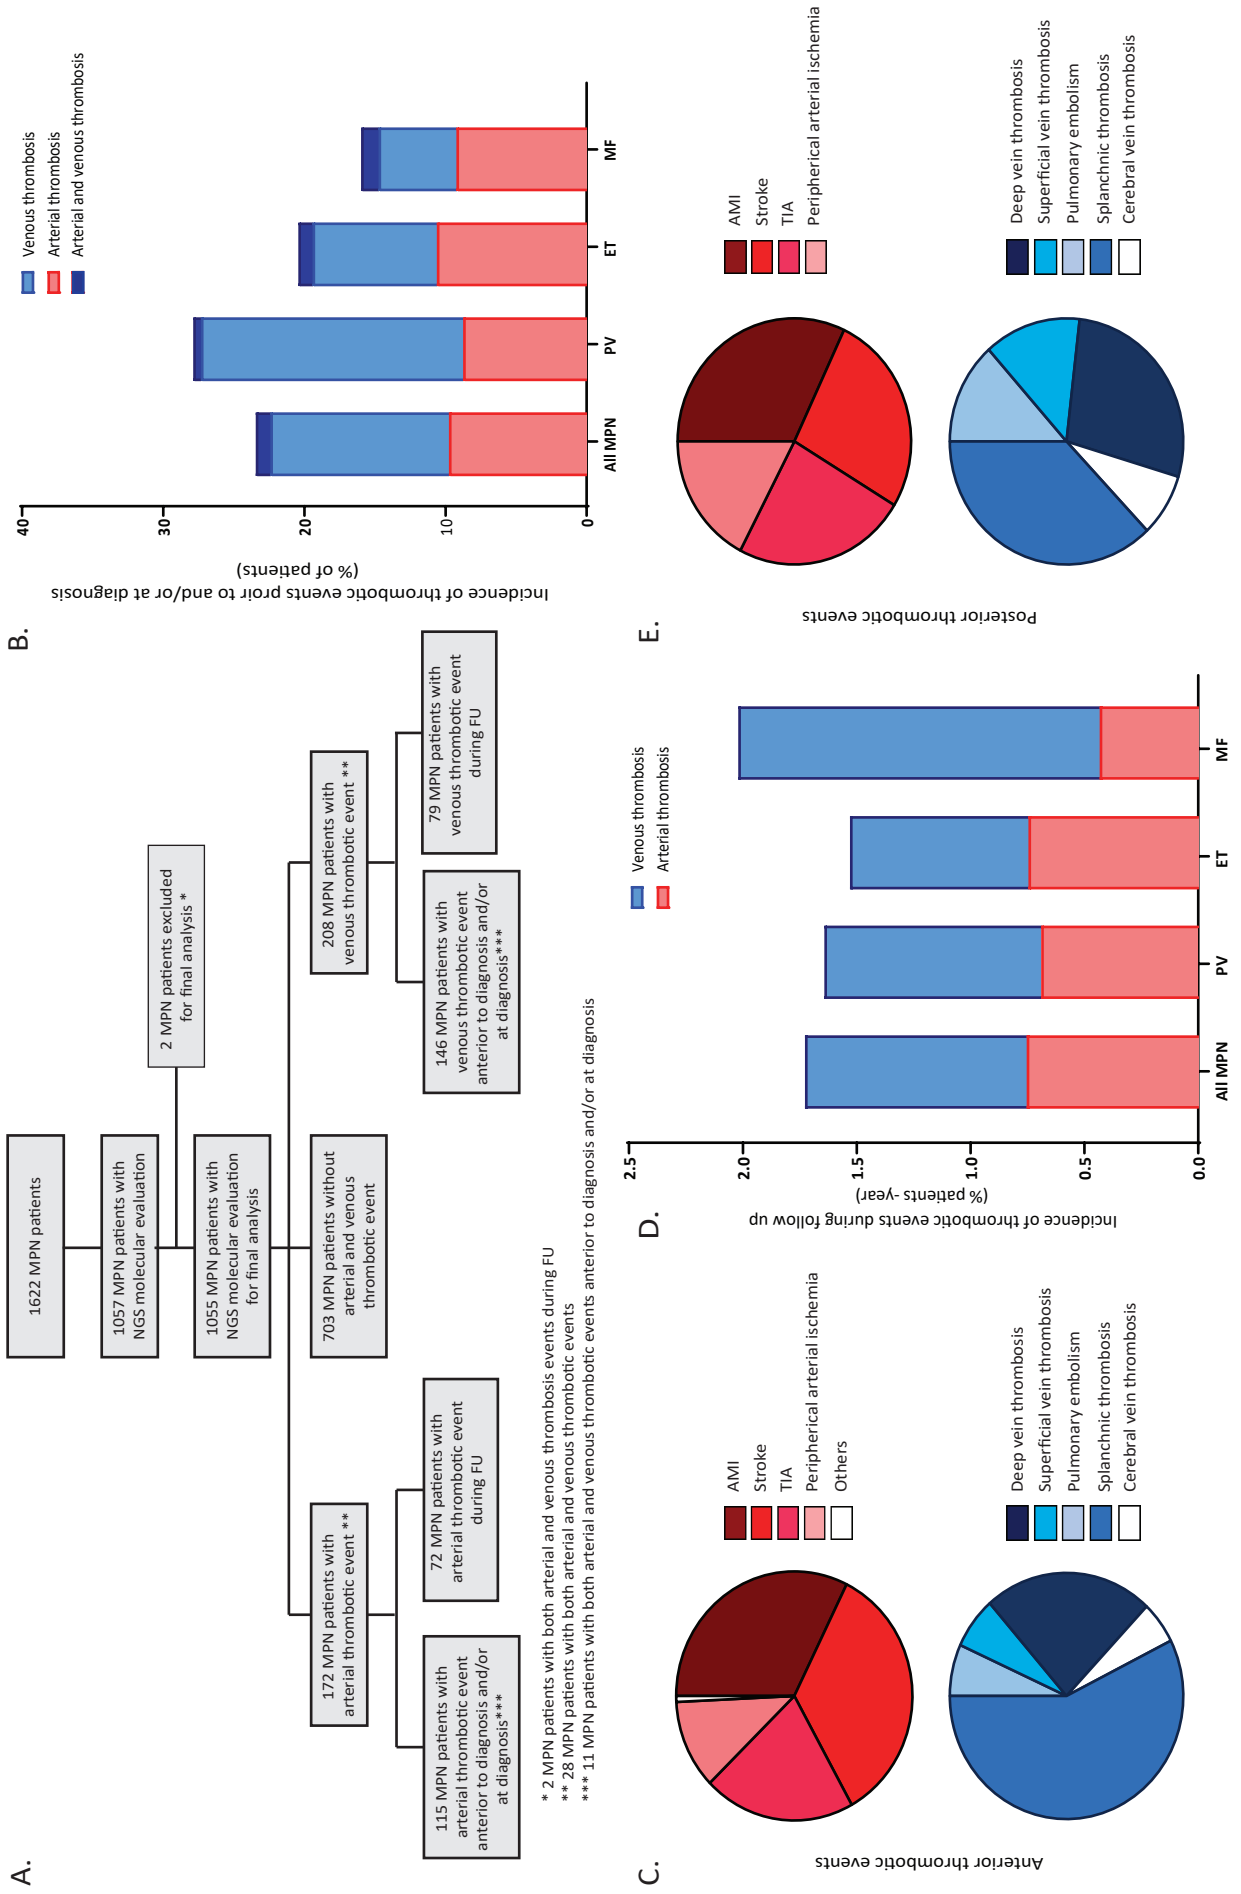 A.
1622 MPN patients
1057 MPN patients with
NGS molecular evaluation
2 MPN patients excluded
for final analysis *
1055 MPN patients with
NGS molecular evaluation
for final analysis
172 MPN patients with
arterial thrombotic event **
703 MPN patients without
arterial and venous
thrombotic event
208 MPN patients with
venous thrombotic event **
115 MPN patients with
arterial thrombotic event
anterior to diagnosis and/or
at diagnosis***
72 MPN patients with
arterial thrombotic event
during FU
146 MPN patients with
venous thrombotic event
anterior to diagnosis and/or
at diagnosis***
79 MPN patients with
venous thrombotic event
during FU
* 2 MPN patients with both arterial and venous thrombosis events during FU
** 28 MPN patients with both arterial and venous thrombotic events
*** 11 MPN patients with both arterial and venous thrombotic events anterior to diagnosis and/or at diagnosis
B.
Incidence of thrombotic events proir to and/or at diagnosis
(% of patients)
40
30
20
10
0
All MPN
PV
ET
MF
Venous thrombosis
Arterial thrombosis
Arterial and venous thrombosis
C.
Anterior thrombotic events
AMI
Stroke
TIA
Peripherical arterial ischemia
Others
Deep vein thrombosis
Superficial vein thrombosis
Pulmonary embolism
Splanchnic thrombosis
Cerebral vein thrombosis
D.
Incidence of thrombotic events during follow up
(% patients-year)
2.5
2.0
1.5
1.0
0.5
0.0
All MPN
PV
ET
MF
Venous thrombosis
Arterial thrombosis
E.
Posterior thrombotic events
AMI
Stroke
TIA
Peripherical arterial ischemia
Deep vein thrombosis
Superficial vein thrombosis
Pulmonary embolism
Splanchnic thrombosis
Cerebral vein thrombosis